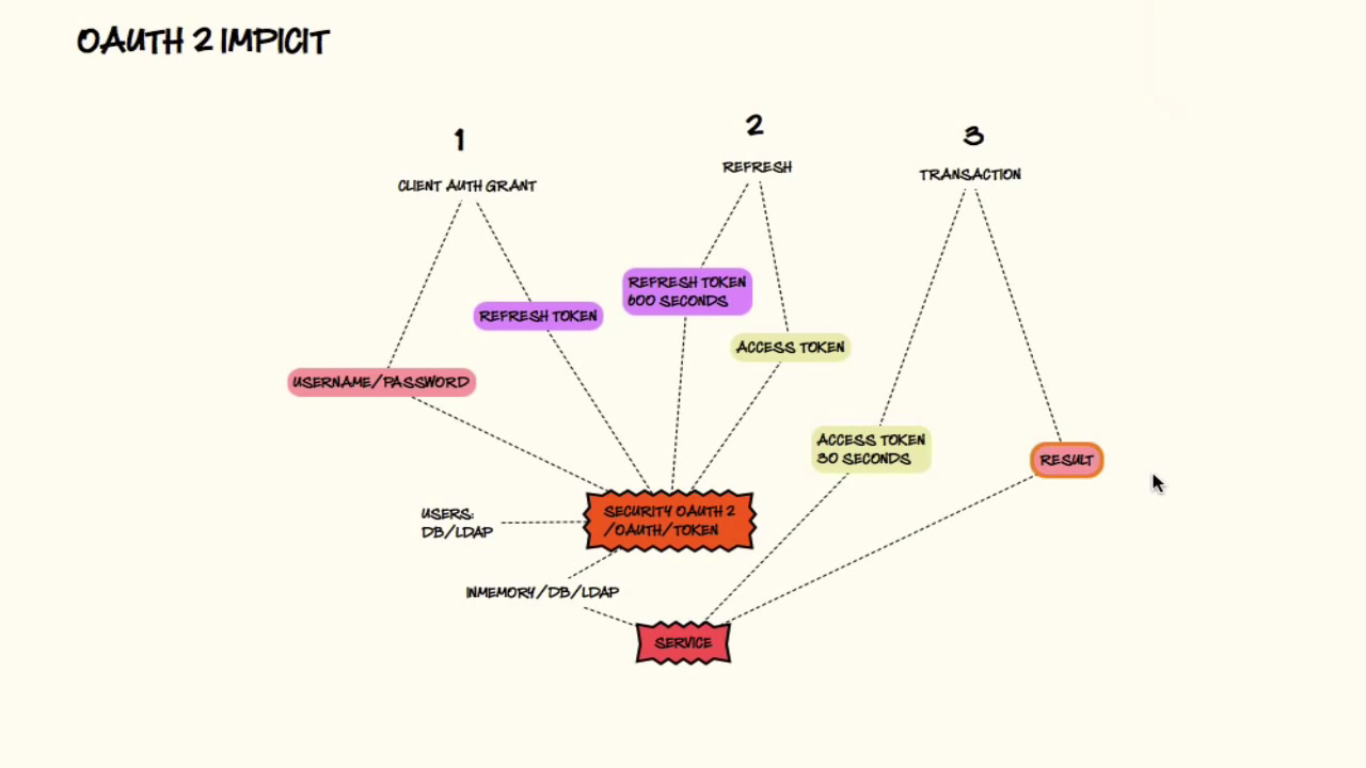 OAUTH 2 IMPICIT
1
2
3
CLIENT AUTH GRANT
REFRESH
TRANSACTION
REFRESH TOKEN
600 SECONDS
REFRESH TOKEN
ACCESS TOKEN
USERNAME/PASSWORD
ACCESS TOKEN
30 SECONDS
RESULT
SECURITY OAUTH 2
/OAUTH/TOKEN
USERS:
DB/LDAP
INMEMORY/DB/LDAP
SERVICE